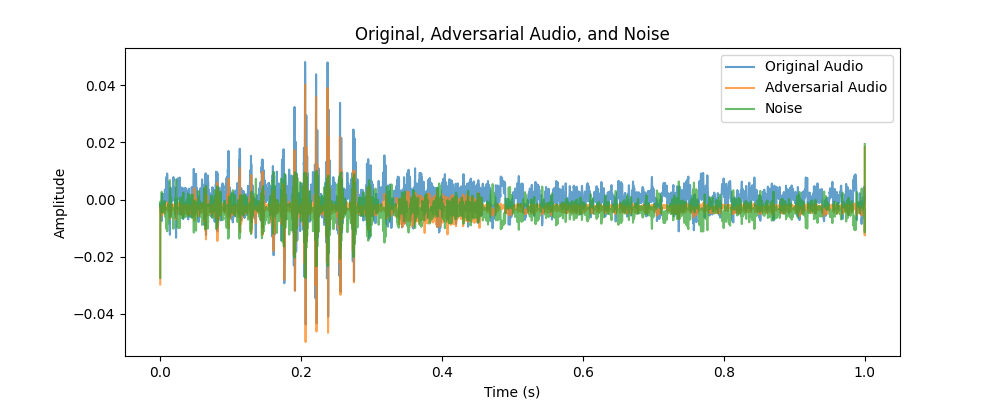 Original, Adversarial Audio, and Noise
Original Audio
Adversarial Audio
Noise
Amplitude
0.04
0.02
0.00
−0.02
−0.04
0.0
0.2
0.4
0.6
0.8
1.0
Time (s)